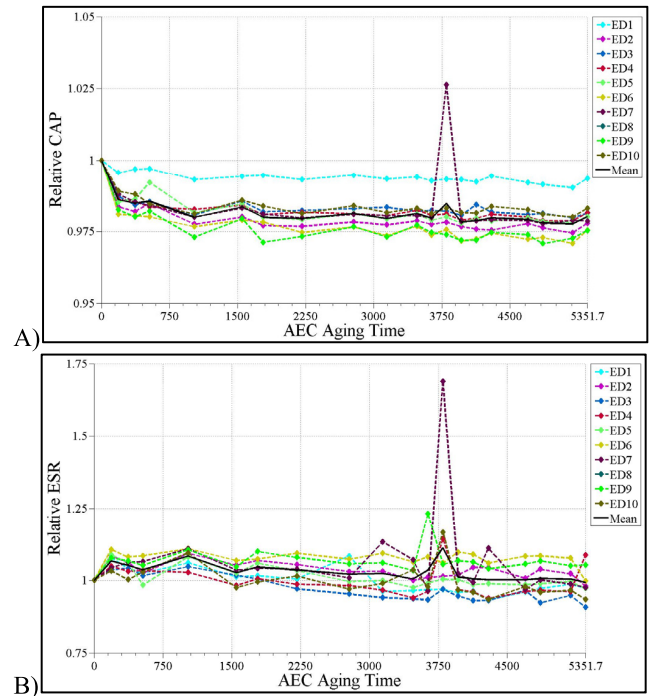 1.05
1.025
1
0.975
0.95
Relative CAP
0
750
1500
2250
3000
3750
4500
5351.7
AEC Aging Time
ED1
ED2
ED3
ED4
ED5
ED6
ED7
ED8
ED9
ED10
Mean
A)
1.75
1.5
1.25
1
0.75
Relative ESR
0
750
1500
2250
3000
3750
4500
5351.7
AEC Aging Time
ED1
ED2
ED3
ED4
ED5
ED6
ED7
ED8
ED9
ED10
Mean
B)